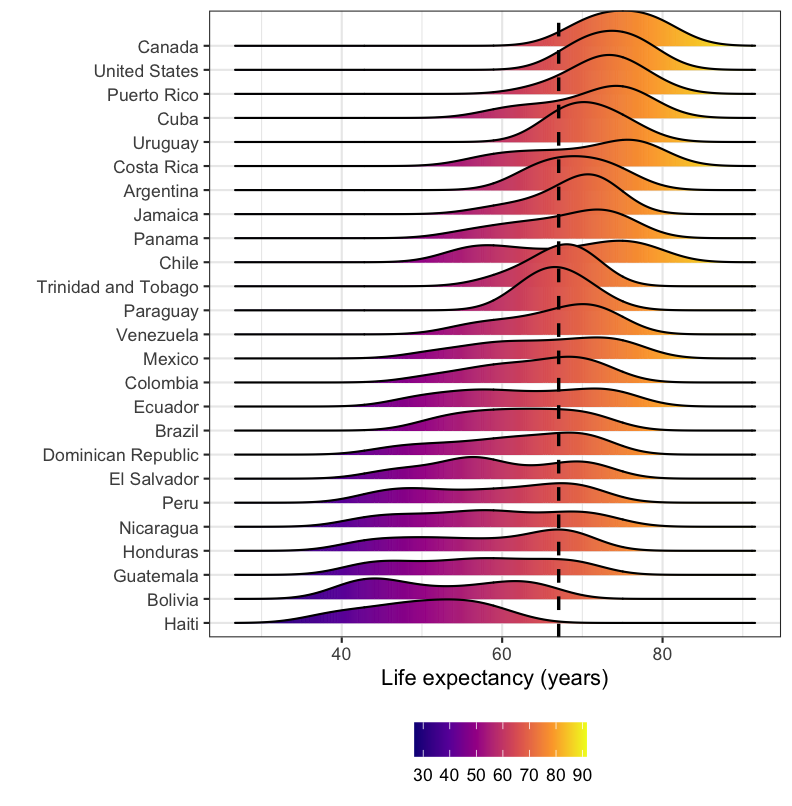 Canada
United States
Puerto Rico
Cuba
Uruguay
Costa Rica
Argentina
Jamaica
Panama
Chile
Trinidad and Tobago
Paraguay
Venezuela
Mexico
Colombia
Ecuador
Brazil
Dominican Republic
El Salvador
Peru
Nicaragua
Honduras
Guatemala
Bolivia
Haiti
40 60 80
Life expectancy (years)
30 40 50 60 70 80 90